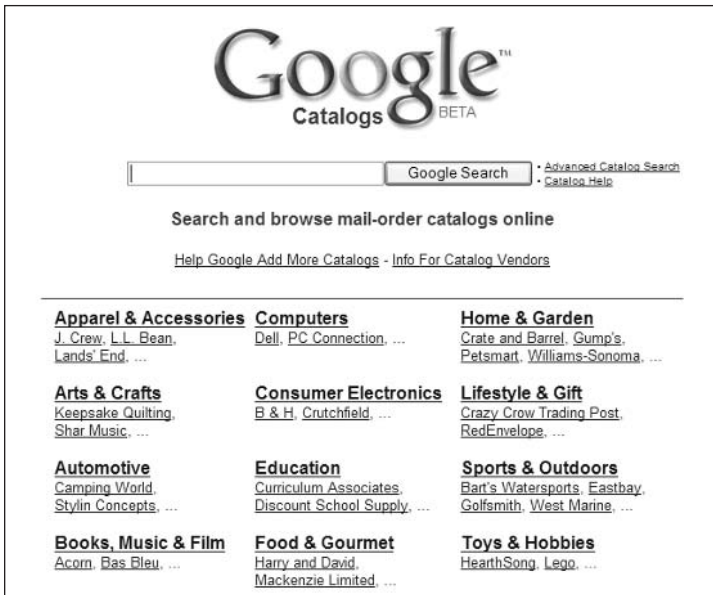 Google™
Catalogs BETA
Google Search
• Advanced Catalog Search
• Catalog Help
Search and browse mail-order catalogs online
Help Google Add More Catalogs - Info For Catalog Vendors
Apparel & Accessories
J. Crew, L.L. Bean,
Lands' End, ...
Computers
Dell, PC Connection, ...
Home & Garden
Crate and Barrel, Gump's,
Petsmart, Williams-Sonoma, ...
Arts & Crafts
Keepsake Quilting,
Shar Music, ...
Consumer Electronics
B & H, Crutchfield, ...
Lifestyle & Gift
Crazy Crow Trading Post,
RedEnvelope, ...
Automotive
Camping World,
Stylin Concepts, ...
Education
Curriculum Associates,
Discount School Supply, ...
Sports & Outdoors
Bart's Watersports, Eastbay,
Golfsmith, West Marine, ...
Books, Music & Film
Acorn, Bas Bleu, ...
Food & Gourmet
Harry and David,
Mackenzie Limited, ...
Toys & Hobbies
HearthSong, Lego, ...